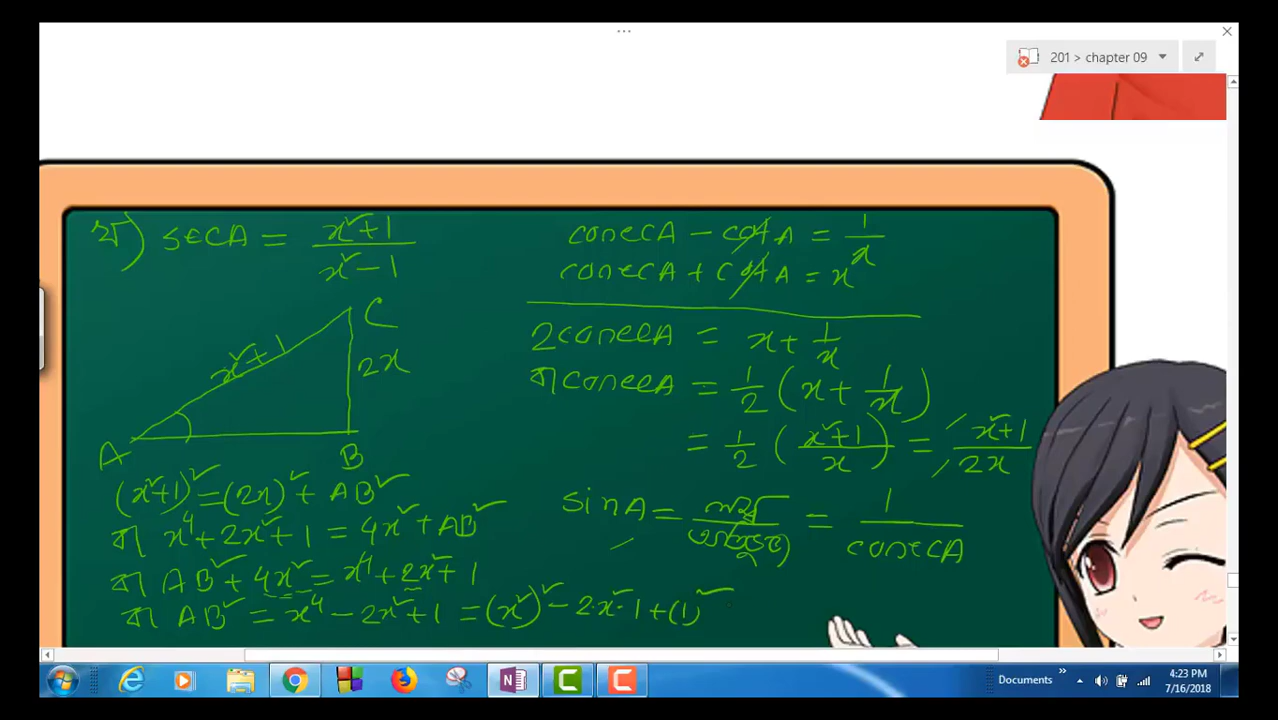 201 > chapter 09
secA = (x²+1)/(x²-1)
C
x²+1
2x
A
B
(x²+1)² = (2x)² + AB²
বা x⁴ + 2x² + 1 = 4x² + AB²
বা AB² + 4x² = x⁴ + 2x² + 1
বা AB² = x⁴ - 2x² + 1 = (x²)² - 2·x²·1 + (1)²
cosecA - cotA = 1/x
cosecA + cotA = x
2cosecA = x + 1/x
বা cosecA = 1/2 (x + 1/x)
= 1/2 ((x²+1)/x) = (x²+1)/2x
sinA = লম্ব/অতিভুজ = 1/cosecA
Documents
4:23 PM
7/16/2018